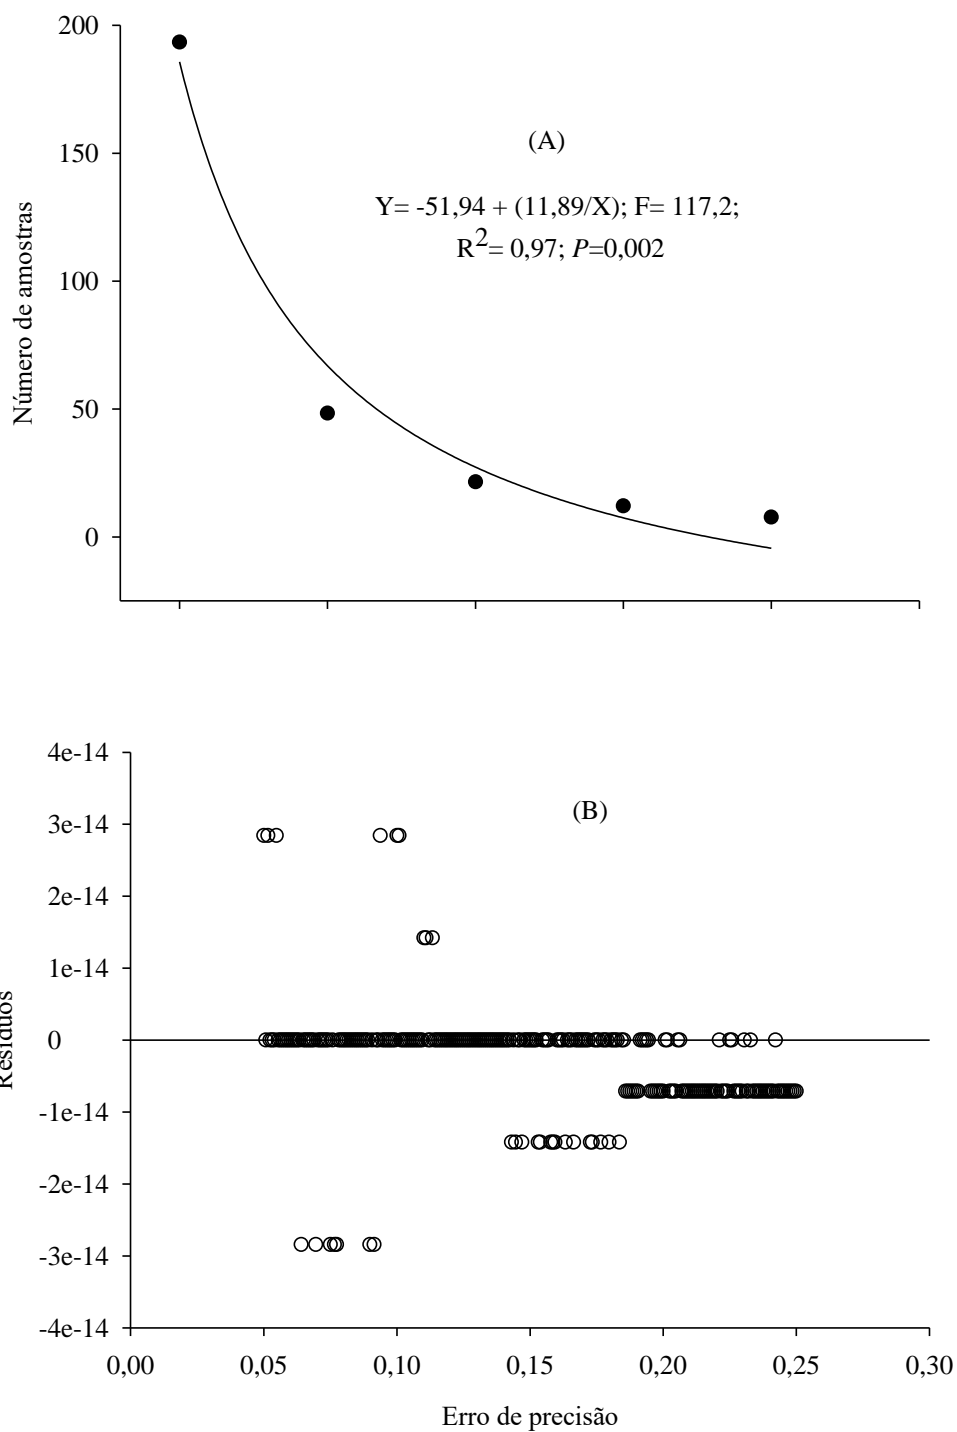 200
(A)
150
Y= -51,94 + (11,89/X); F= 117,2;
R2= 0,97; P=0,002
100
50
0
Número de amostras
4e-14
(B)
3e-14
2e-14
1e-14
0
-1e-14
-2e-14
-3e-14
-4e-14
Resíduos
0,00 0,05 0,10 0,15 0,20 0,25 0,30
Erro de precisão